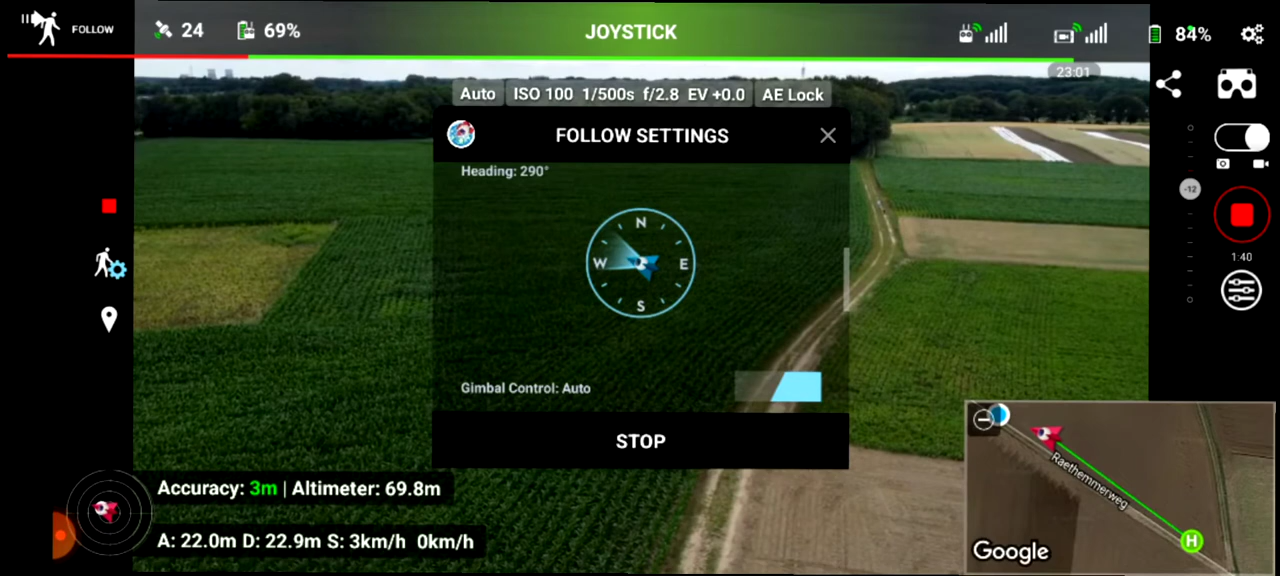 FOLLOW
24
69%
JOYSTICK
84%
23:01
Auto
ISO 100 1/500s f/2.8 EV +0.0
AE Lock
FOLLOW SETTINGS
Heading: 290°
N
W
E
S
-12
1:40
Gimbal Control: Auto
STOP
Accuracy: 3m | Altimeter: 69.8m
A: 22.0m D: 22.9m S: 3km/h 0km/h
Raethemmerweg
H
Google